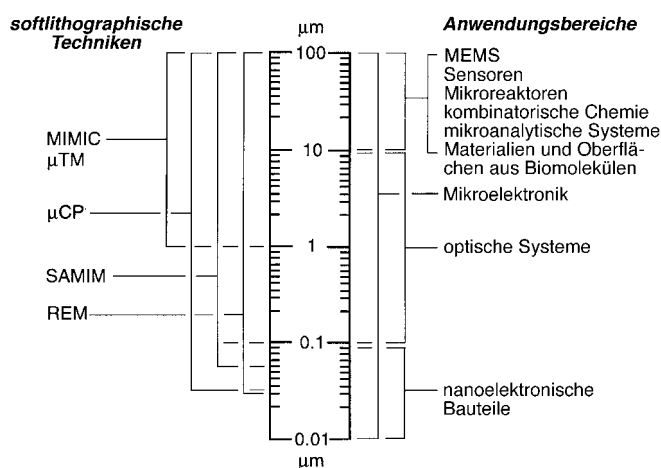 softlithographische
Techniken
MIMIC
µTM
µCP
SAMIM
REM
µm
100
10
1
0.1
0.01
µm
Anwendungsbereiche
MEMS
Sensoren
Mikroreaktoren
kombinatorische Chemie
mikroanalytische Systeme
Materialien und Oberflä-
chen aus Biomolekülen
Mikroelektronik
optische Systeme
nanoelektronische
Bauteile